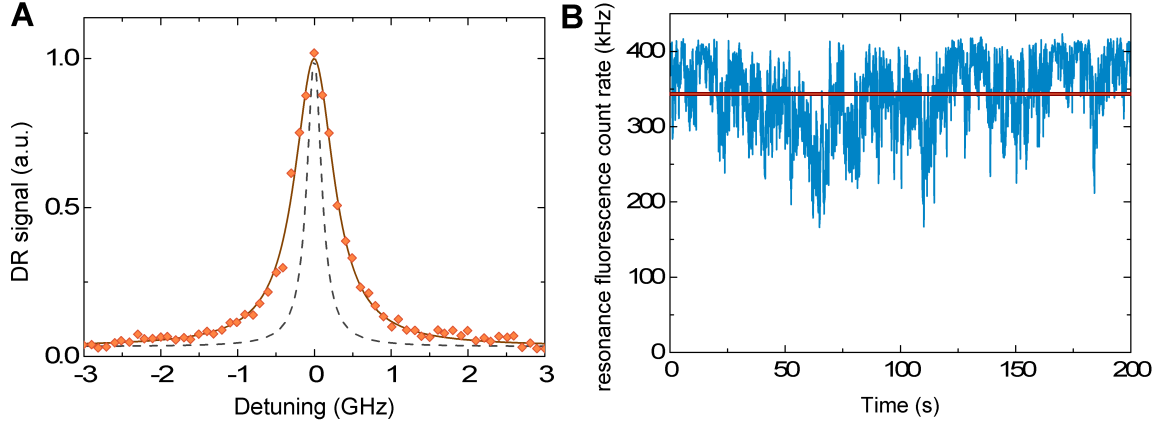 A
DR signal (a.u.)
1.0
0.5
0.0
-3 -2 -1 0 1 2 3
Detuning (GHz)
B
resonance fluorescence count rate (kHz)
400
300
200
100
0
0 50 100 150 200
Time (s)